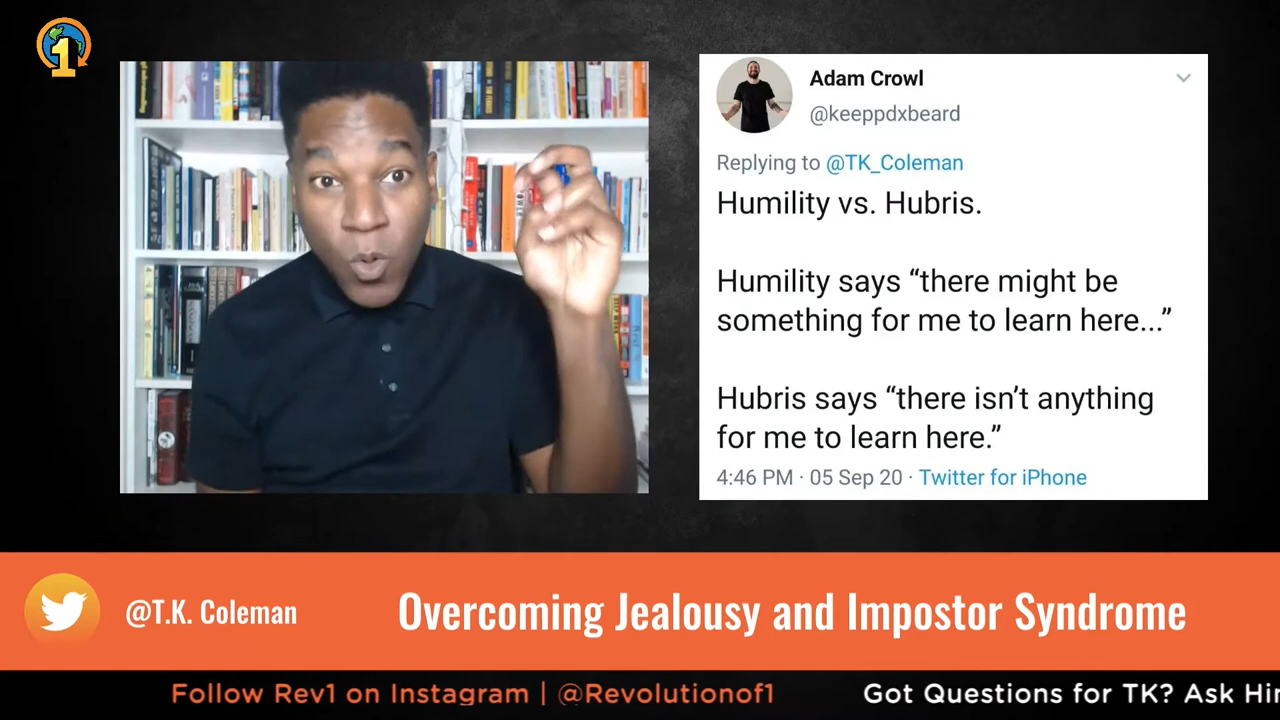 1
Adam Crowl
@keeppdxbeard
Replying to @TK_Coleman
Humility vs. Hubris.
Humility says “there might be
something for me to learn here...”
Hubris says “there isn’t anything
for me to learn here.”
4:46 PM · 05 Sep 20 · Twitter for iPhone
@T.K. Coleman
Overcoming Jealousy and Impostor Syndrome
Follow Rev1 on Instagram | @Revolutionof1
Got Questions for TK? Ask